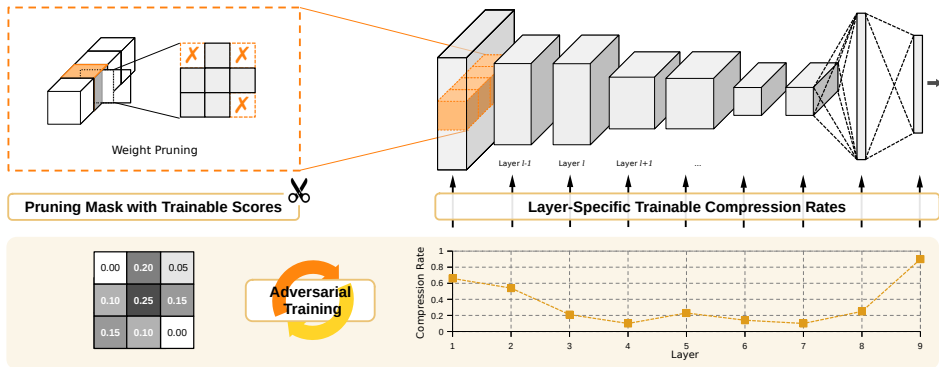 ✗ ✗
✗
Weight Pruning
Layer l-1 Layer l Layer l+1 ...
Pruning Mask with Trainable Scores
Layer-Specific Trainable Compression Rates
0.00 0.20 0.05
0.10 0.25 0.15
0.15 0.10 0.00
Adversarial
Training
Compression Rate
1
0.8
0.6
0.4
0.2
0
1 2 3 4 5 6 7 8 9
Layer